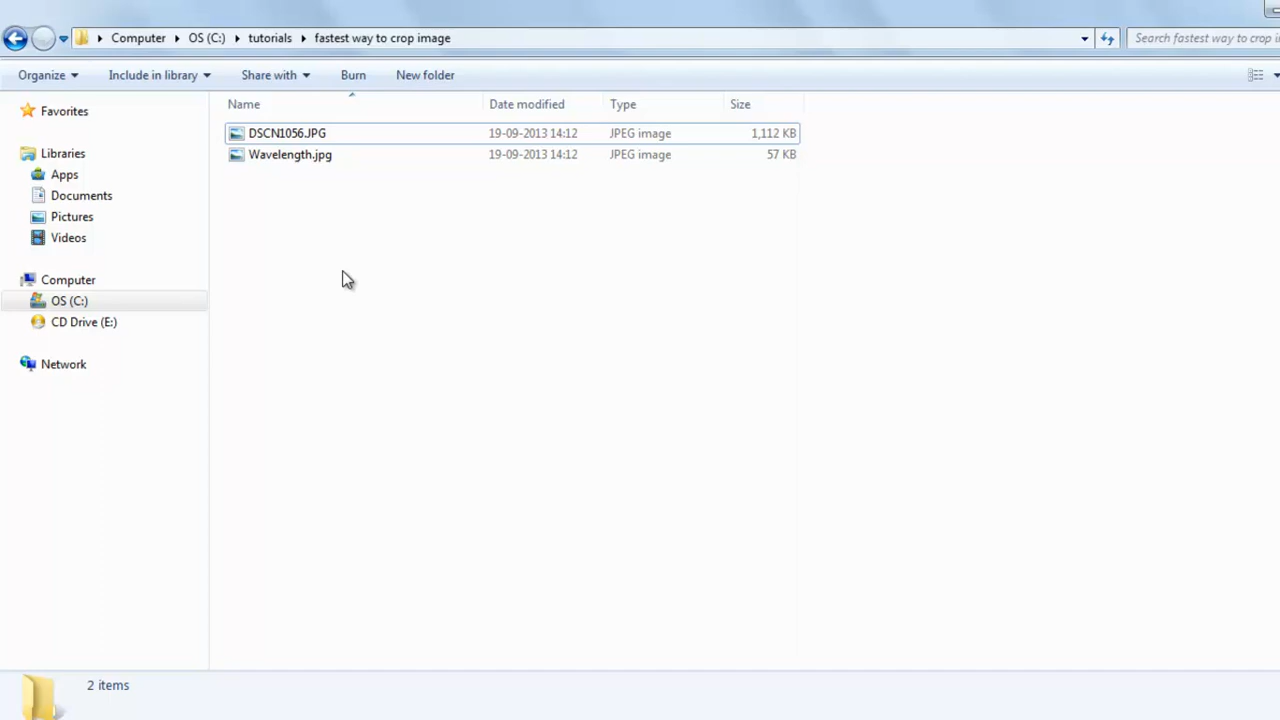 Computer OS (C:) tutorials fastest way to crop image Search fastest way to crop
Organize Include in library Share with Burn New folder
Name Date modified Type Size
Favorites
DSCN1056.JPG 19-09-2013 14:12 JPEG image 1,112 KB
Wavelength.jpg 19-09-2013 14:12 JPEG image 57 KB
Libraries
Apps
Documents
Pictures
Videos
Computer
OS (C:)
CD Drive (E:)
Network
2 items